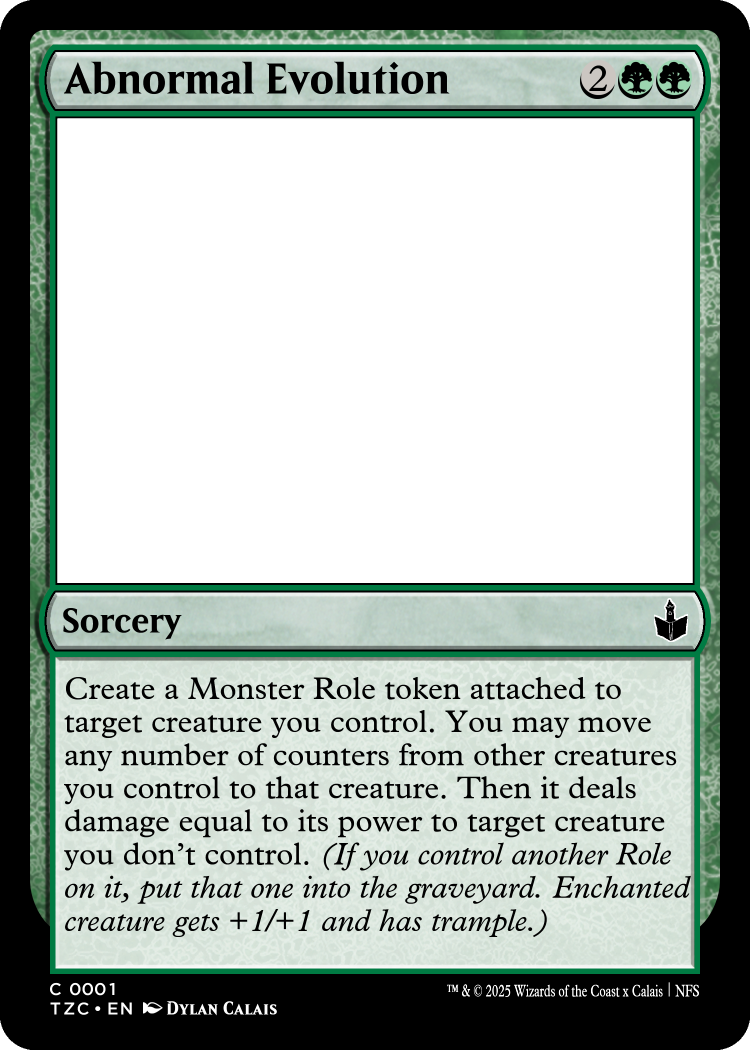 Abnormal Evolution 2
Sorcery
Create a Monster Role token attached to
target creature you control. You may move
any number of counters from other creatures
you control to that creature. Then it deals
damage equal to its power to target creature
you don't control. (If you control another Role
on it, put that one into the graveyard. Enchanted
creature gets +1/+1 and has trample.)
C 0001
TZC • EN Dylan Calais
™ & © 2025 Wizards of the Coast x Calais | NFS